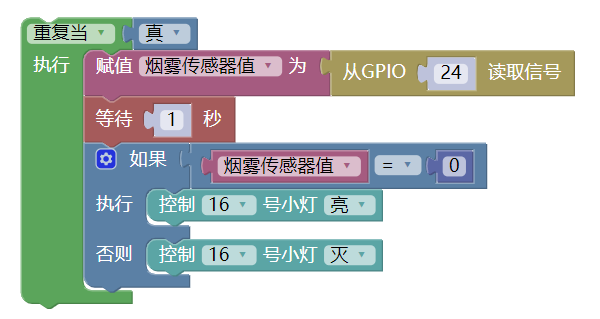 重复当 真
执行 赋值 烟雾传感器值 为 从GPIO 24 读取信号
等待 1 秒
如果 烟雾传感器值 = 0
执行 控制 16 号小灯 亮
否则 控制 16 号小灯 灭